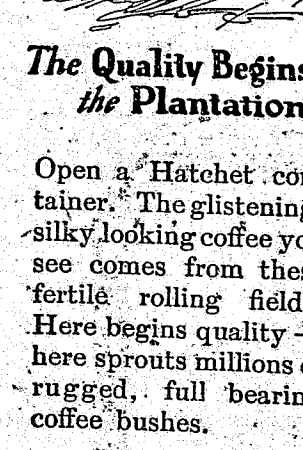 The Quality Begins
the Plantation
Open a Hatchet con
tainer. The glistening
silky looking coffee yo
see comes from thes
fertile rolling field
Here begins quality —
here sprouts millions o
rugged, full bearin
coffee bushes.